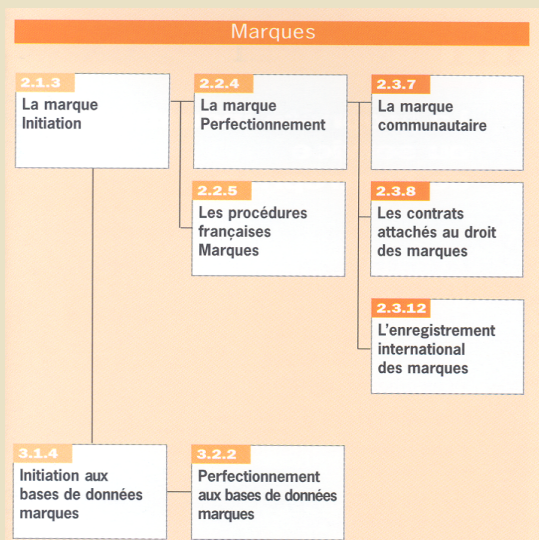 Marques
2.1.3
La marque
Initiation
2.2.4
La marque
Perfectionnement
2.3.7
La marque
communautaire
2.2.5
Les procédures
françaises
Marques
2.3.8
Les contrats
attachés au droit
des marques
2.3.12
L'enregistrement
international
des marques
3.1.4
Initiation aux
bases de données
marques
3.2.2
Perfectionnement
aux bases de données
marques